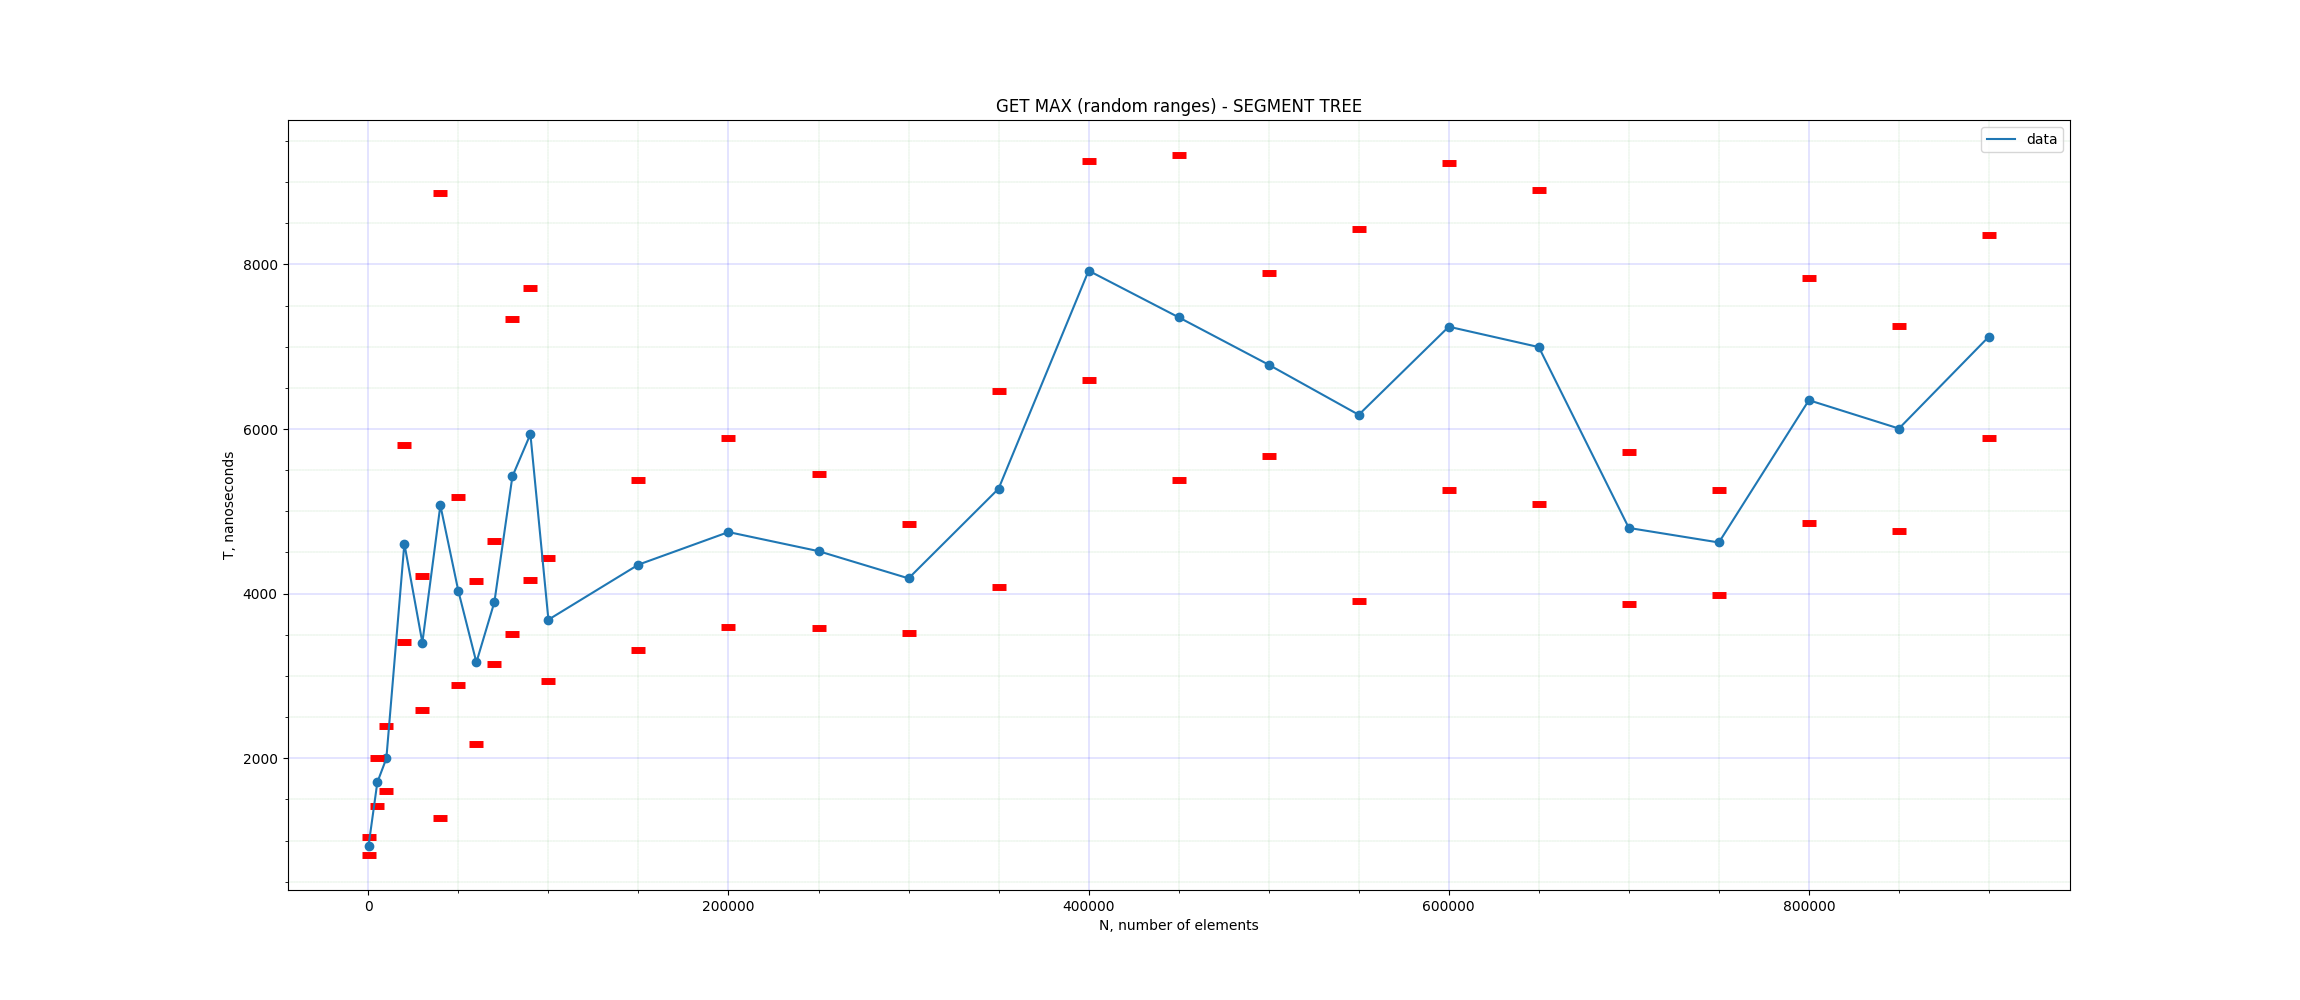 GET MAX (random ranges) - SEGMENT TREE
data
8000
6000
4000
2000
T, nanoseconds
0 200000 400000 600000 800000
N, number of elements